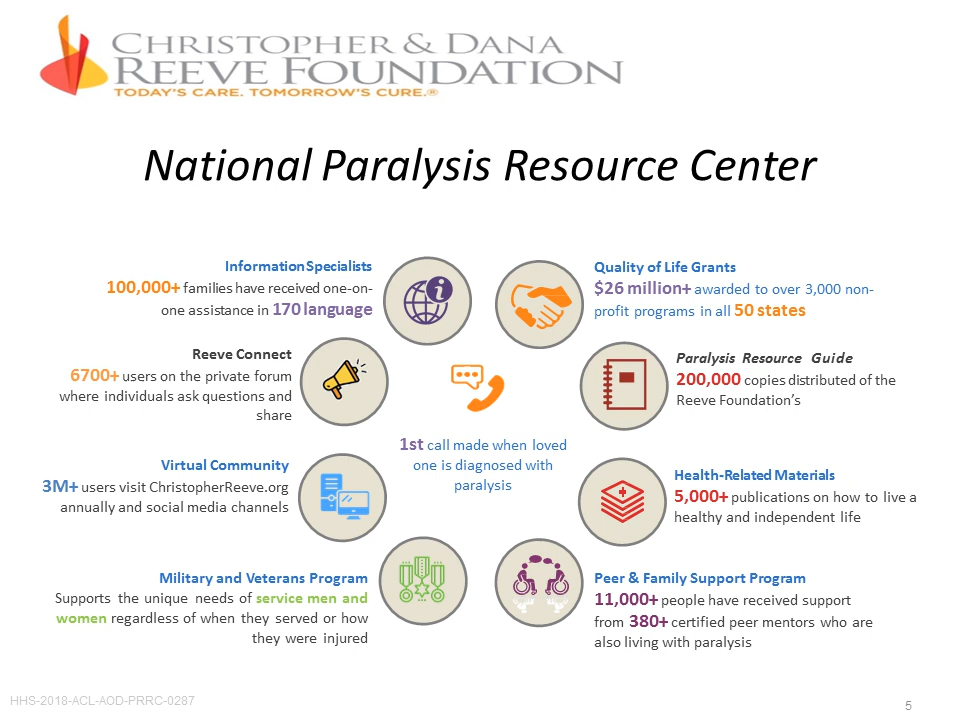 CHRISTOPHER & DANA
REEVE FOUNDATION
TODAY'S CARE. TOMORROW'S CURE.®
National Paralysis Resource Center
Information Specialists
100,000+ families have received one-on-
one assistance in 170 language
Quality of Life Grants
$26 million+ awarded to over 3,000 non-
profit programs in all 50 states
Reeve Connect
6700+ users on the private forum
where individuals ask questions and
share
Paralysis Resource Guide
200,000 copies distributed of the
Reeve Foundation's
1st call made when loved
one is diagnosed with
paralysis
Virtual Community
3M+ users visit ChristopherReeve.org
annually and social media channels
Health-Related Materials
5,000+ publications on how to live a
healthy and independent life
Military and Veterans Program
Supports the unique needs of service men and
women regardless of when they served or how
they were injured
Peer & Family Support Program
11,000+ people have received support
from 380+ certified peer mentors who are
also living with paralysis
HHS-2018-ACL-AOD-PRRC-0287
5